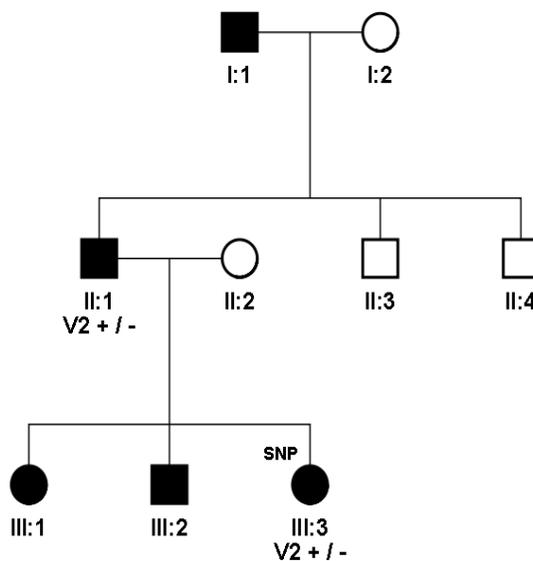 I:1 I:2
II:1 II:2 II:3 II:4
V2 + / -
SNP
III:1 III:2 III:3
V2 + / -